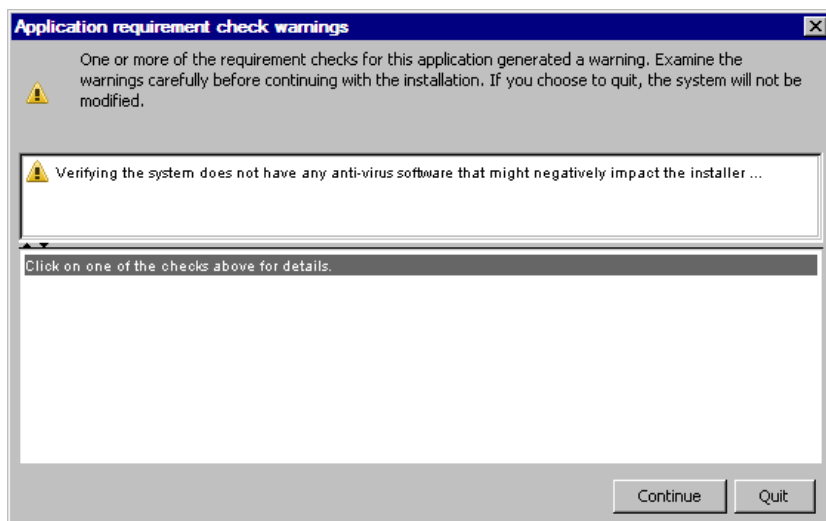 Application requirement check warnings
One or more of the requirement checks for this application generated a warning. Examine the
warnings carefully before continuing with the installation. If you choose to quit, the system will not be
modified.
Verifying the system does not have any anti-virus software that might negatively impact the installer ...
Click on one of the checks above for details.
Continue
Quit